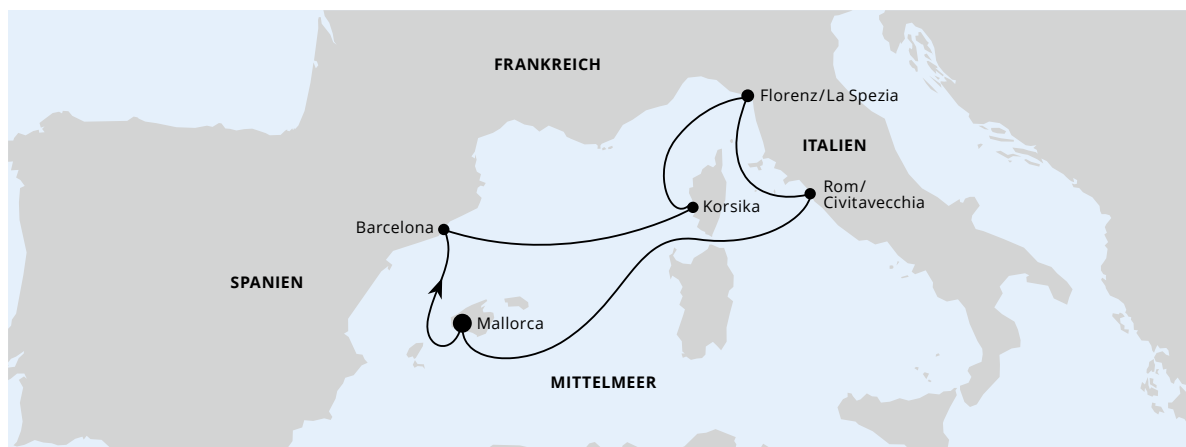 FRANKREICH
Florenz/La Spezia
ITALIEN
Rom/
Civitavecchia
Korsika
Barcelona
SPANIEN
Mallorca
MITTELMEER